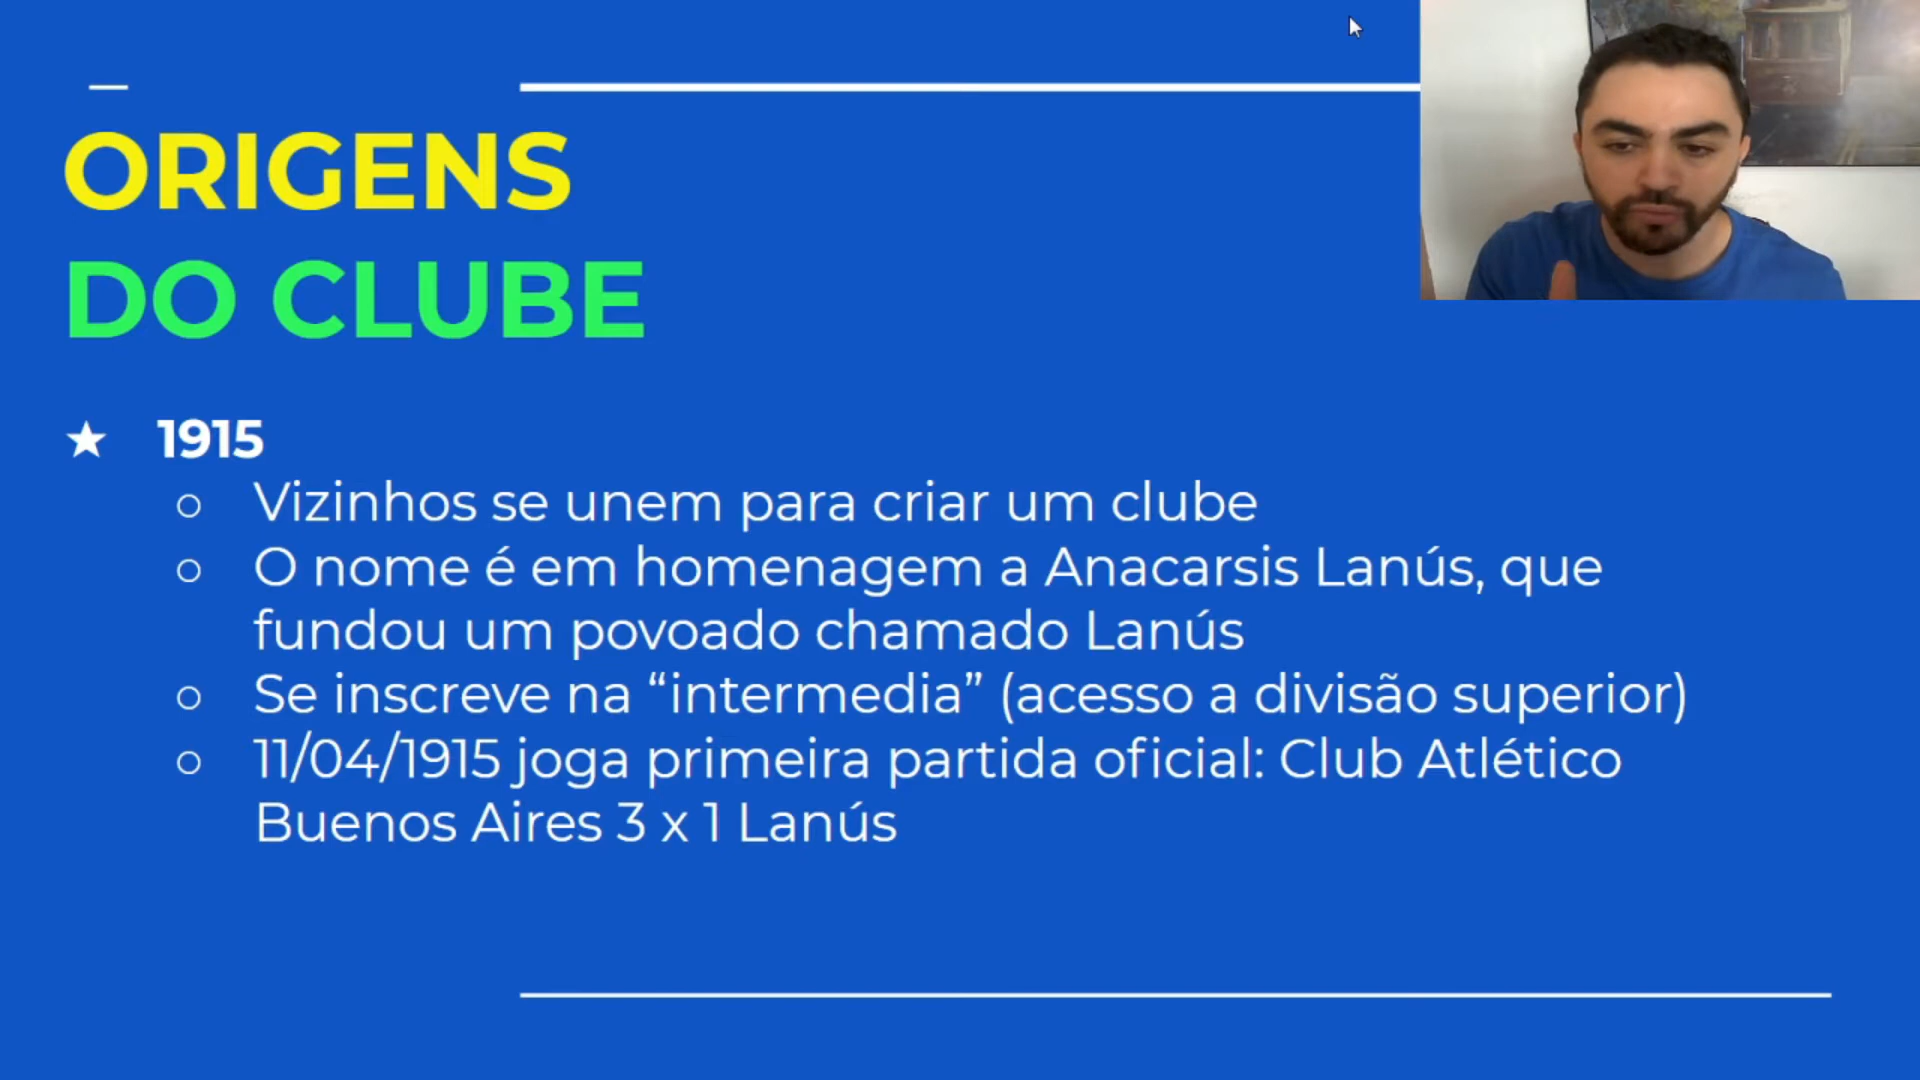 ORIGENS
DO CLUBE
★ 1915
○ Vizinhos se unem para criar um clube
○ O nome é em homenagem a Anacarsis Lanús, que
fundou um povoado chamado Lanús
○ Se inscreve na “intermedia” (acesso a divisão superior)
○ 11/04/1915 joga primeira partida oficial: Club Atlético
Buenos Aires 3 x 1 Lanús